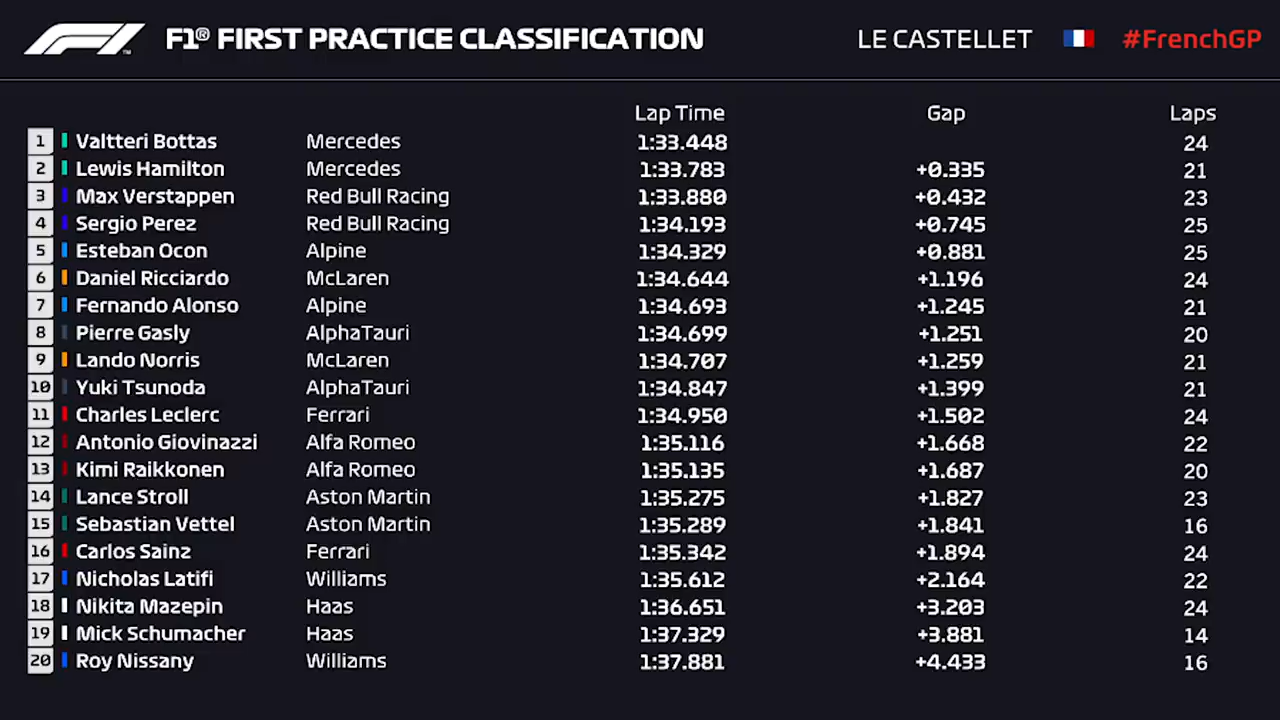 F1® FIRST PRACTICE CLASSIFICATION LE CASTELLET #FrenchGP
Lap Time Gap Laps
1 Valtteri Bottas Mercedes 1:33.448 24
2 Lewis Hamilton Mercedes 1:33.783 +0.335 21
3 Max Verstappen Red Bull Racing 1:33.880 +0.432 23
4 Sergio Perez Red Bull Racing 1:34.193 +0.745 25
5 Esteban Ocon Alpine 1:34.329 +0.881 25
6 Daniel Ricciardo McLaren 1:34.644 +1.196 24
7 Fernando Alonso Alpine 1:34.693 +1.245 21
8 Pierre Gasly AlphaTauri 1:34.699 +1.251 20
9 Lando Norris McLaren 1:34.707 +1.259 21
10 Yuki Tsunoda AlphaTauri 1:34.847 +1.399 21
11 Charles Leclerc Ferrari 1:34.950 +1.502 24
12 Antonio Giovinazzi Alfa Romeo 1:35.116 +1.668 22
13 Kimi Raikkonen Alfa Romeo 1:35.135 +1.687 20
14 Lance Stroll Aston Martin 1:35.275 +1.827 23
15 Sebastian Vettel Aston Martin 1:35.289 +1.841 16
16 Carlos Sainz Ferrari 1:35.342 +1.894 24
17 Nicholas Latifi Williams 1:35.612 +2.164 22
18 Nikita Mazepin Haas 1:36.651 +3.203 24
19 Mick Schumacher Haas 1:37.329 +3.881 14
20 Roy Nissany Williams 1:37.881 +4.433 16